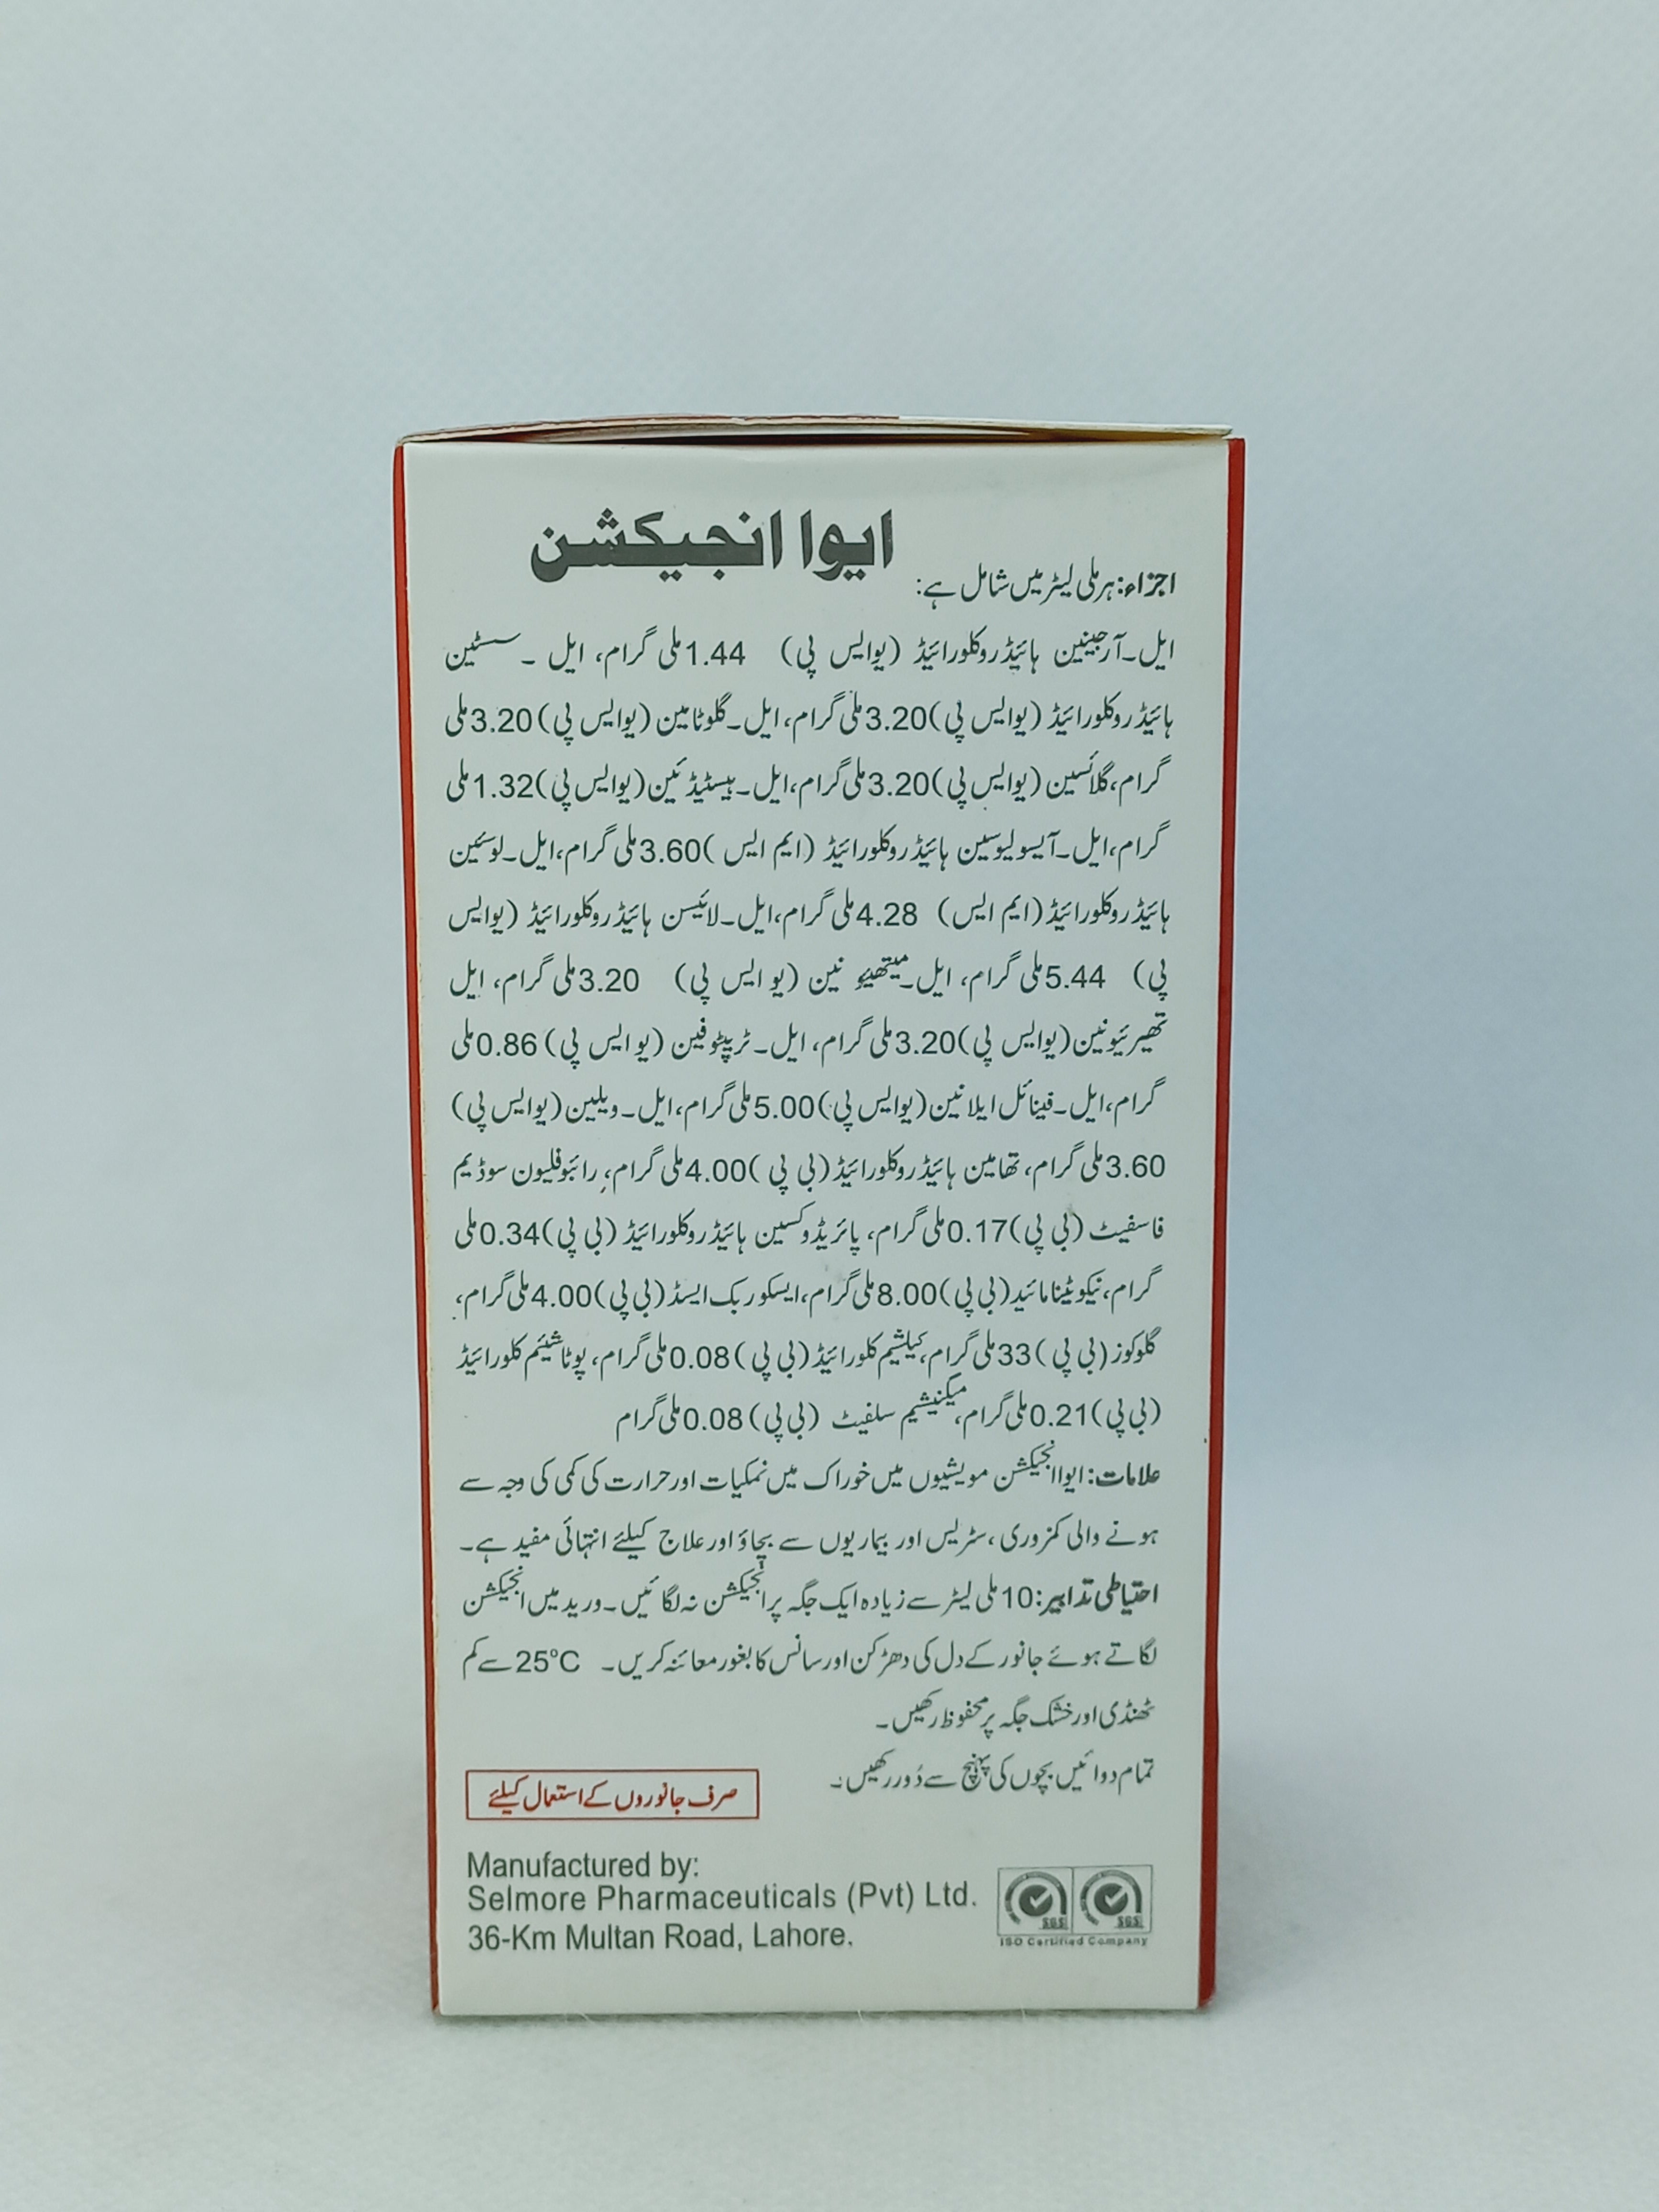 ایوا انجیکشن
اجزاء: ہر ملی لیٹر میں شامل ہے:
ایل۔آرجینین ہائیڈروکلورائیڈ (یو ایس پی) 1.44 ملی گرام، ایل ۔ سسٹین
ہائیڈروکلورائیڈ (یو ایس پی) 3.20 ملی گرام، ایل۔گلوٹامین (یو ایس پی) 3.20 ملی
گرام، گلائسین (یو ایس پی) 3.20 ملی گرام، ایل۔ہیسٹیڈئین (یو ایس پی) 1.32 ملی
گرام، ایل۔آیسولیوسین ہائیڈروکلورائیڈ (ایم ایس) 3.60 ملی گرام، ایل۔لوسئین
ہائیڈروکلورائیڈ (ایم ایس) 4.28 ملی گرام، ایل۔لائیسن ہائیڈروکلورائیڈ (یو ایس
پی) 5.44 ملی گرام، ایل۔میتھیو نین (یو ایس پی) 3.20 ملی گرام، ایل
تھیرئیونین (یو ایس پی) 3.20 ملی گرام، ایل۔ٹرپٹوفین (یو ایس پی) 0.86 ملی
گرام، ایل۔فینائل ایلانین (یو ایس پی) 5.00 ملی گرام، ایل۔ویلین (یو ایس پی)
3.60 ملی گرام، تھامین ہائیڈروکلورائیڈ (بی پی) 4.00 ملی گرام، رائبوفلیون سوڈیم
فاسفیٹ (بی پی) 0.17 ملی گرام، پائریڈوکسین ہائیڈروکلورائیڈ (بی پی) 0.34 ملی
گرام، نیکوٹینامائید (بی پی) 8.00 ملی گرام، ایسکوربک ایسڈ (بی پی) 4.00 ملی گرام،
گلوکوز (بی پی) 33 ملی گرام، کیلشیم کلورائیڈ (بی پی) 0.08 ملی گرام، پوٹاشیئم کلورائیڈ
(بی پی) 0.21 ملی گرام، میگنیشیم سلفیٹ (بی پی) 0.08 ملی گرام
علامات: ایوا انجیکشن مویشیوں میں خوراک میں نمکیات اور حرارت کی کمی کی وجہ سے
ہونے والی کمزوری، سٹریس اور بیماریوں سے بچاؤ اور علاج کیلئے انتہائی مفید ہے۔
احتیاطی تدابیر: 10 ملی لیٹر سے زیادہ ایک جگہ پر انجیکشن نہ لگائیں۔ ورید میں انجیکشن
لگاتے ہوئے جانور کے دل کی دھڑکن اور سانس کا بغور معائنہ کریں۔ 25°C سے کم
ٹھنڈی اور خشک جگہ پر محفوظ رکھیں۔
تمام دوائیں بچوں کی پہنچ سے دُور رکھیں۔
صرف جانوروں کے استعمال کیلئے
Manufactured by:
Selmore Pharmaceuticals (Pvt) Ltd.
36-Km Multan Road, Lahore.
SGS SGS
ISO Certified Company